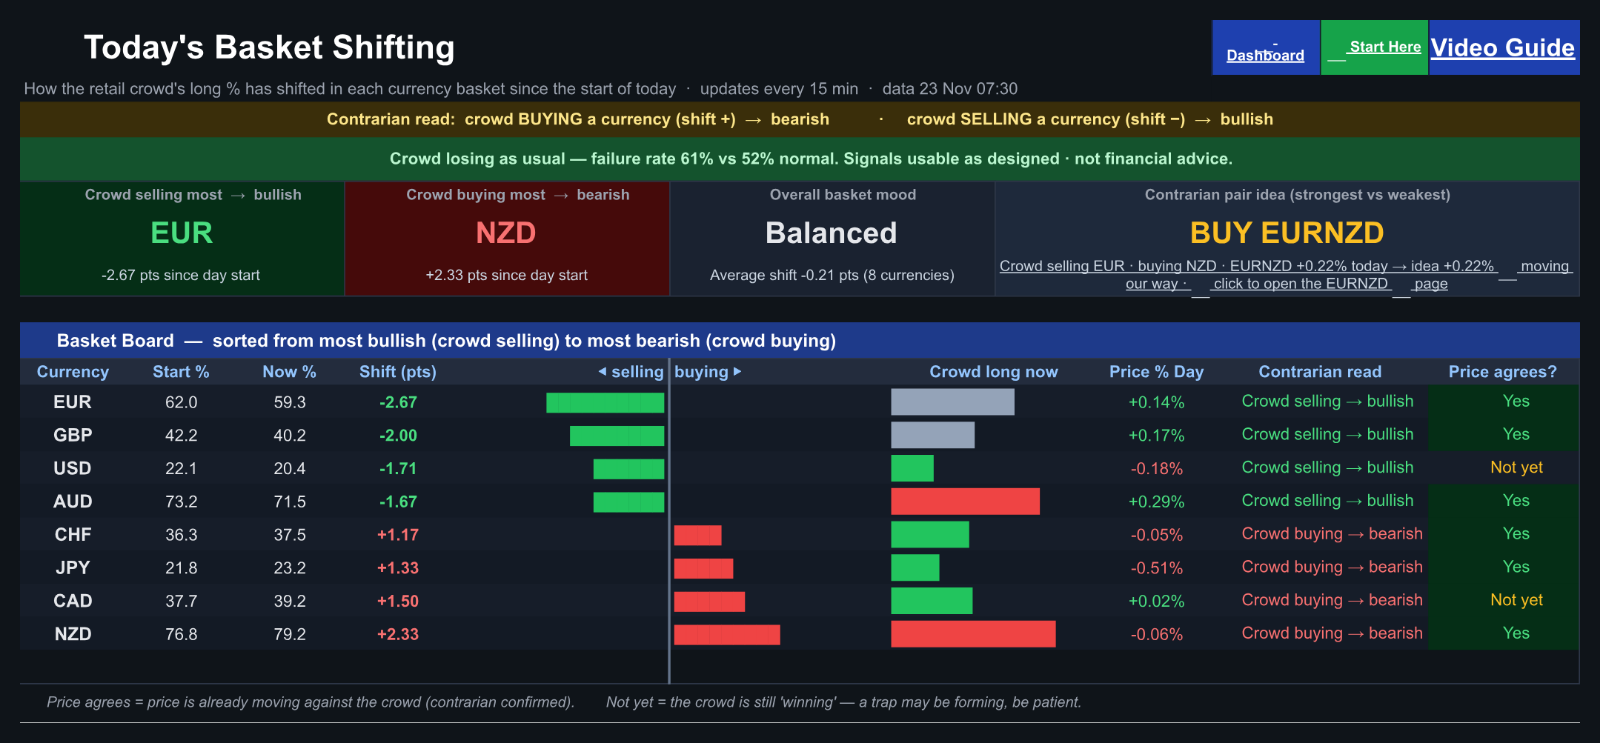 Today's Basket Shifting
Dashboard
Start Here
Video Guide
How the retail crowd's long % has shifted in each currency basket since the start of today · updates every 15 min · data 23 Nov 07:30
Contrarian read: crowd BUYING a currency (shift +) → bearish · crowd SELLING a currency (shift −) → bullish
Crowd losing as usual — failure rate 61% vs 52% normal. Signals usable as designed · not financial advice.
Crowd selling most → bullish
EUR
-2.67 pts since day start
Crowd buying most → bearish
NZD
+2.33 pts since day start
Overall basket mood
Balanced
Average shift -0.21 pts (8 currencies)
Contrarian pair idea (strongest vs weakest)
BUY EURNZD
Crowd selling EUR · buying NZD · EURNZD +0.22% today → idea +0.22% moving
our way · click to open the EURNZD page
Basket Board — sorted from most bullish (crowd selling) to most bearish (crowd buying)
Currency Start % Now % Shift (pts) ◄ selling buying ► Crowd long now Price % Day Contrarian read Price agrees?
EUR 62.0 59.3 -2.67 +0.14% Crowd selling → bullish Yes
GBP 42.2 40.2 -2.00 +0.17% Crowd selling → bullish Yes
USD 22.1 20.4 -1.71 -0.18% Crowd selling → bullish Not yet
AUD 73.2 71.5 -1.67 +0.29% Crowd selling → bullish Yes
CHF 36.3 37.5 +1.17 -0.05% Crowd buying → bearish Yes
JPY 21.8 23.2 +1.33 -0.51% Crowd buying → bearish Yes
CAD 37.7 39.2 +1.50 +0.02% Crowd buying → bearish Not yet
NZD 76.8 79.2 +2.33 -0.06% Crowd buying → bearish Yes
Price agrees = price is already moving against the crowd (contrarian confirmed). Not yet = the crowd is still 'winning' — a trap may be forming, be patient.